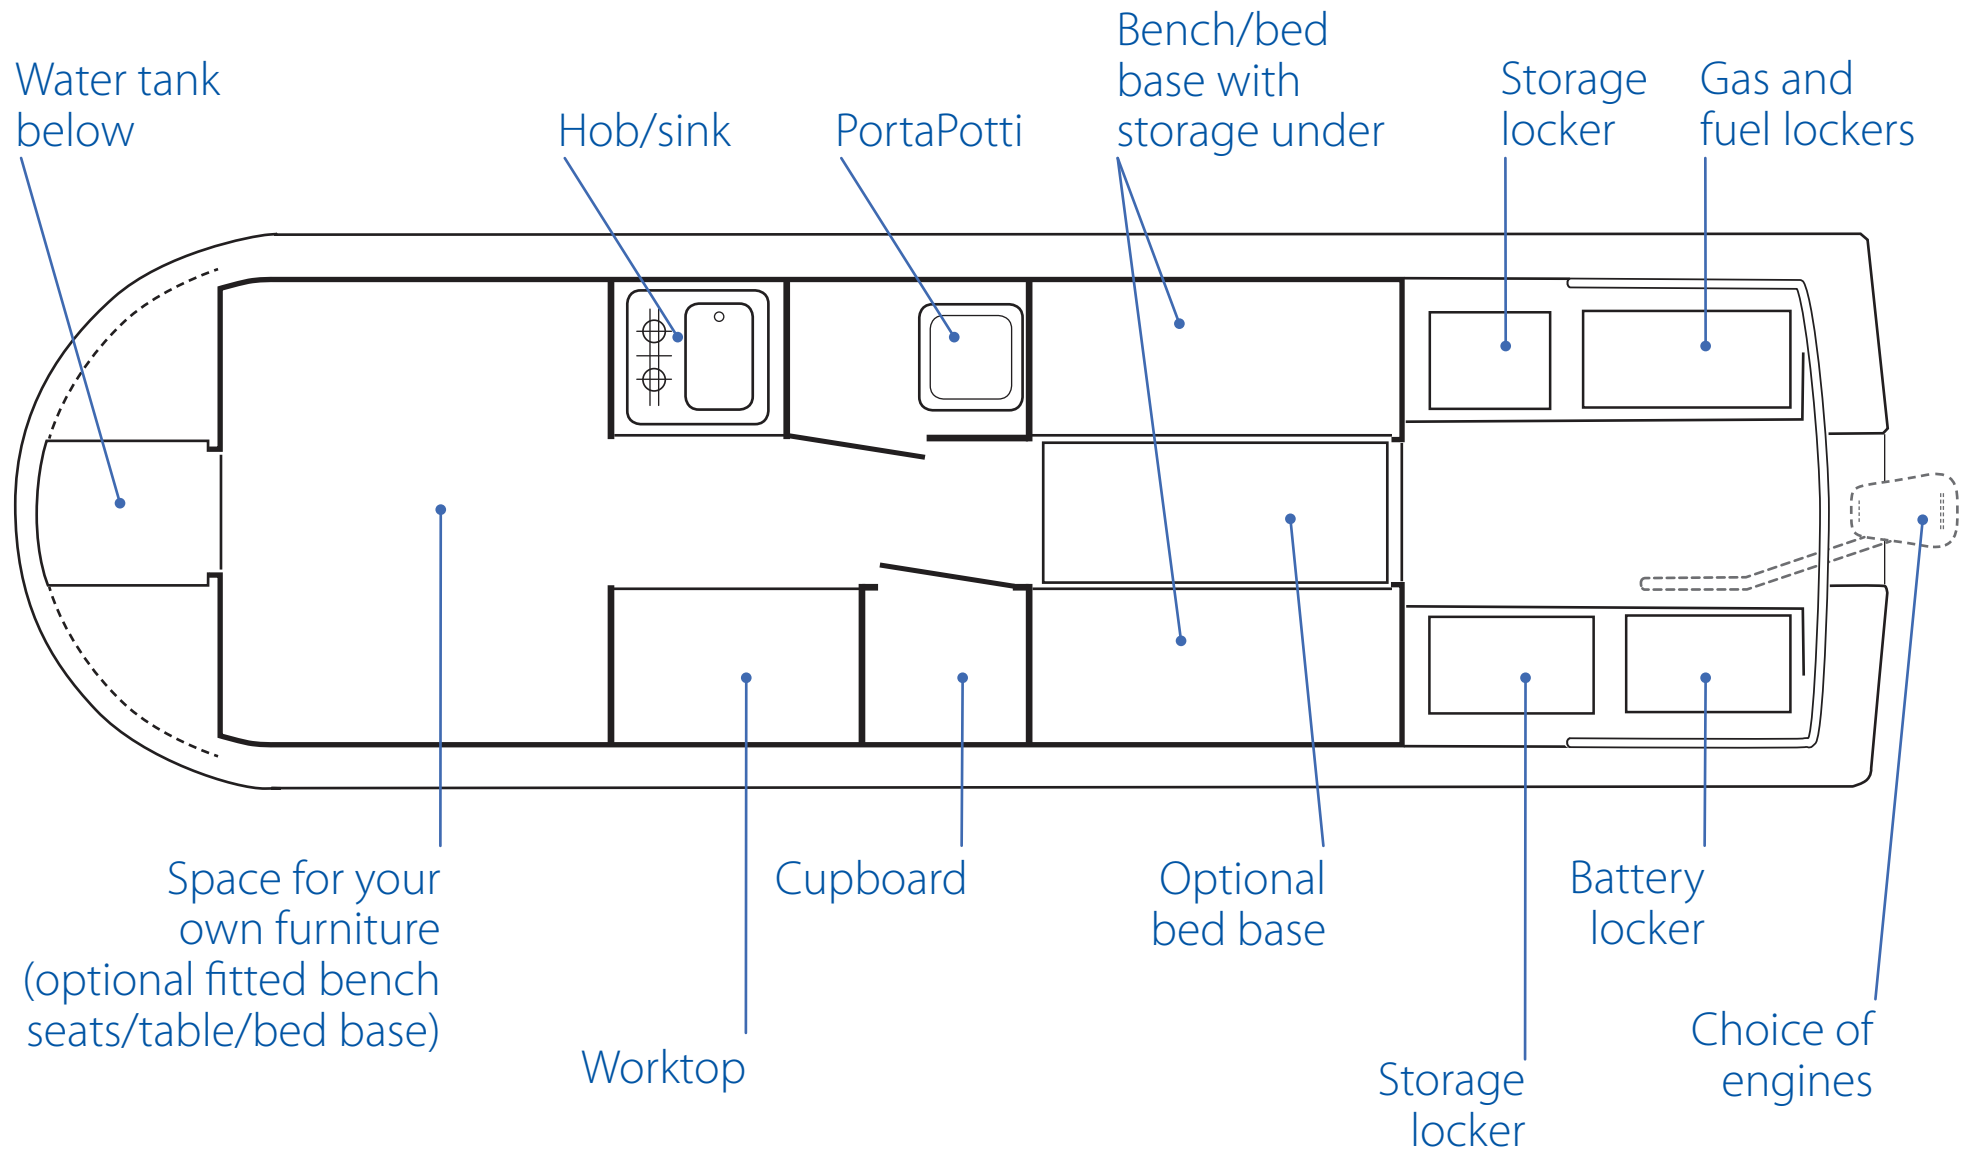 Water tank
below
Hob/sink
PortaPotti
Bench/bed
base with
storage under
Storage
locker
Gas and
fuel lockers
Space for your
own furniture
(optional fitted bench
seats/table/bed base)
Worktop
Cupboard
Optional
bed base
Storage
locker
Battery
locker
Choice of
engines